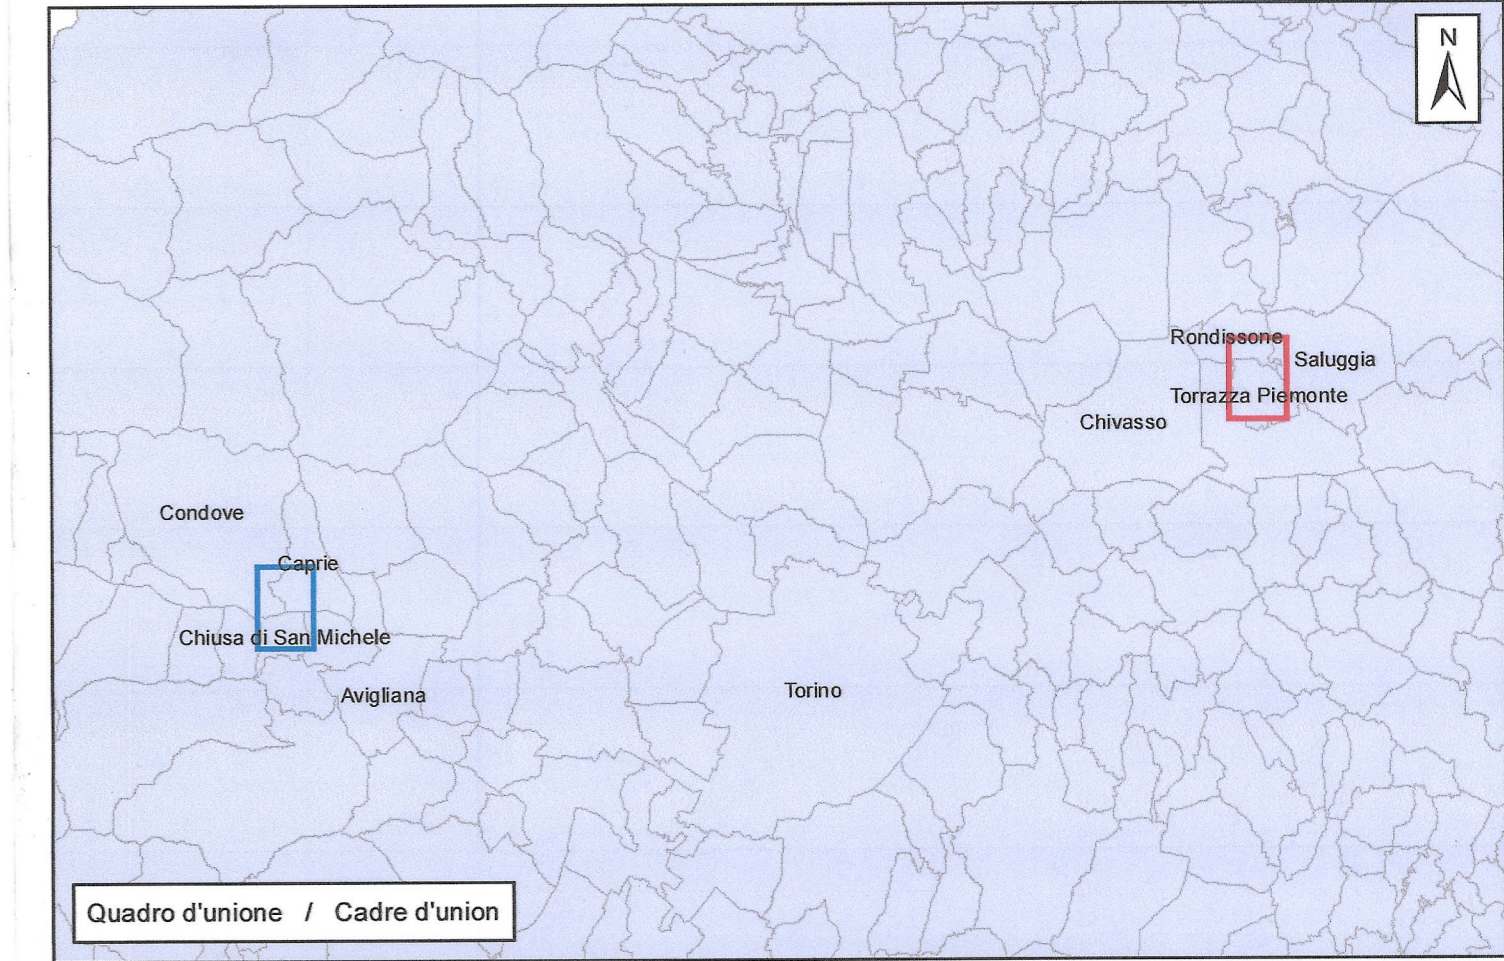 N
Rondissone
Saluggia
Torrazza Piemonte
Chivasso
Condove
Caprie
Chiusa di San Michele
Avigliana
Torino
Quadro d'unione / Cadre d'union